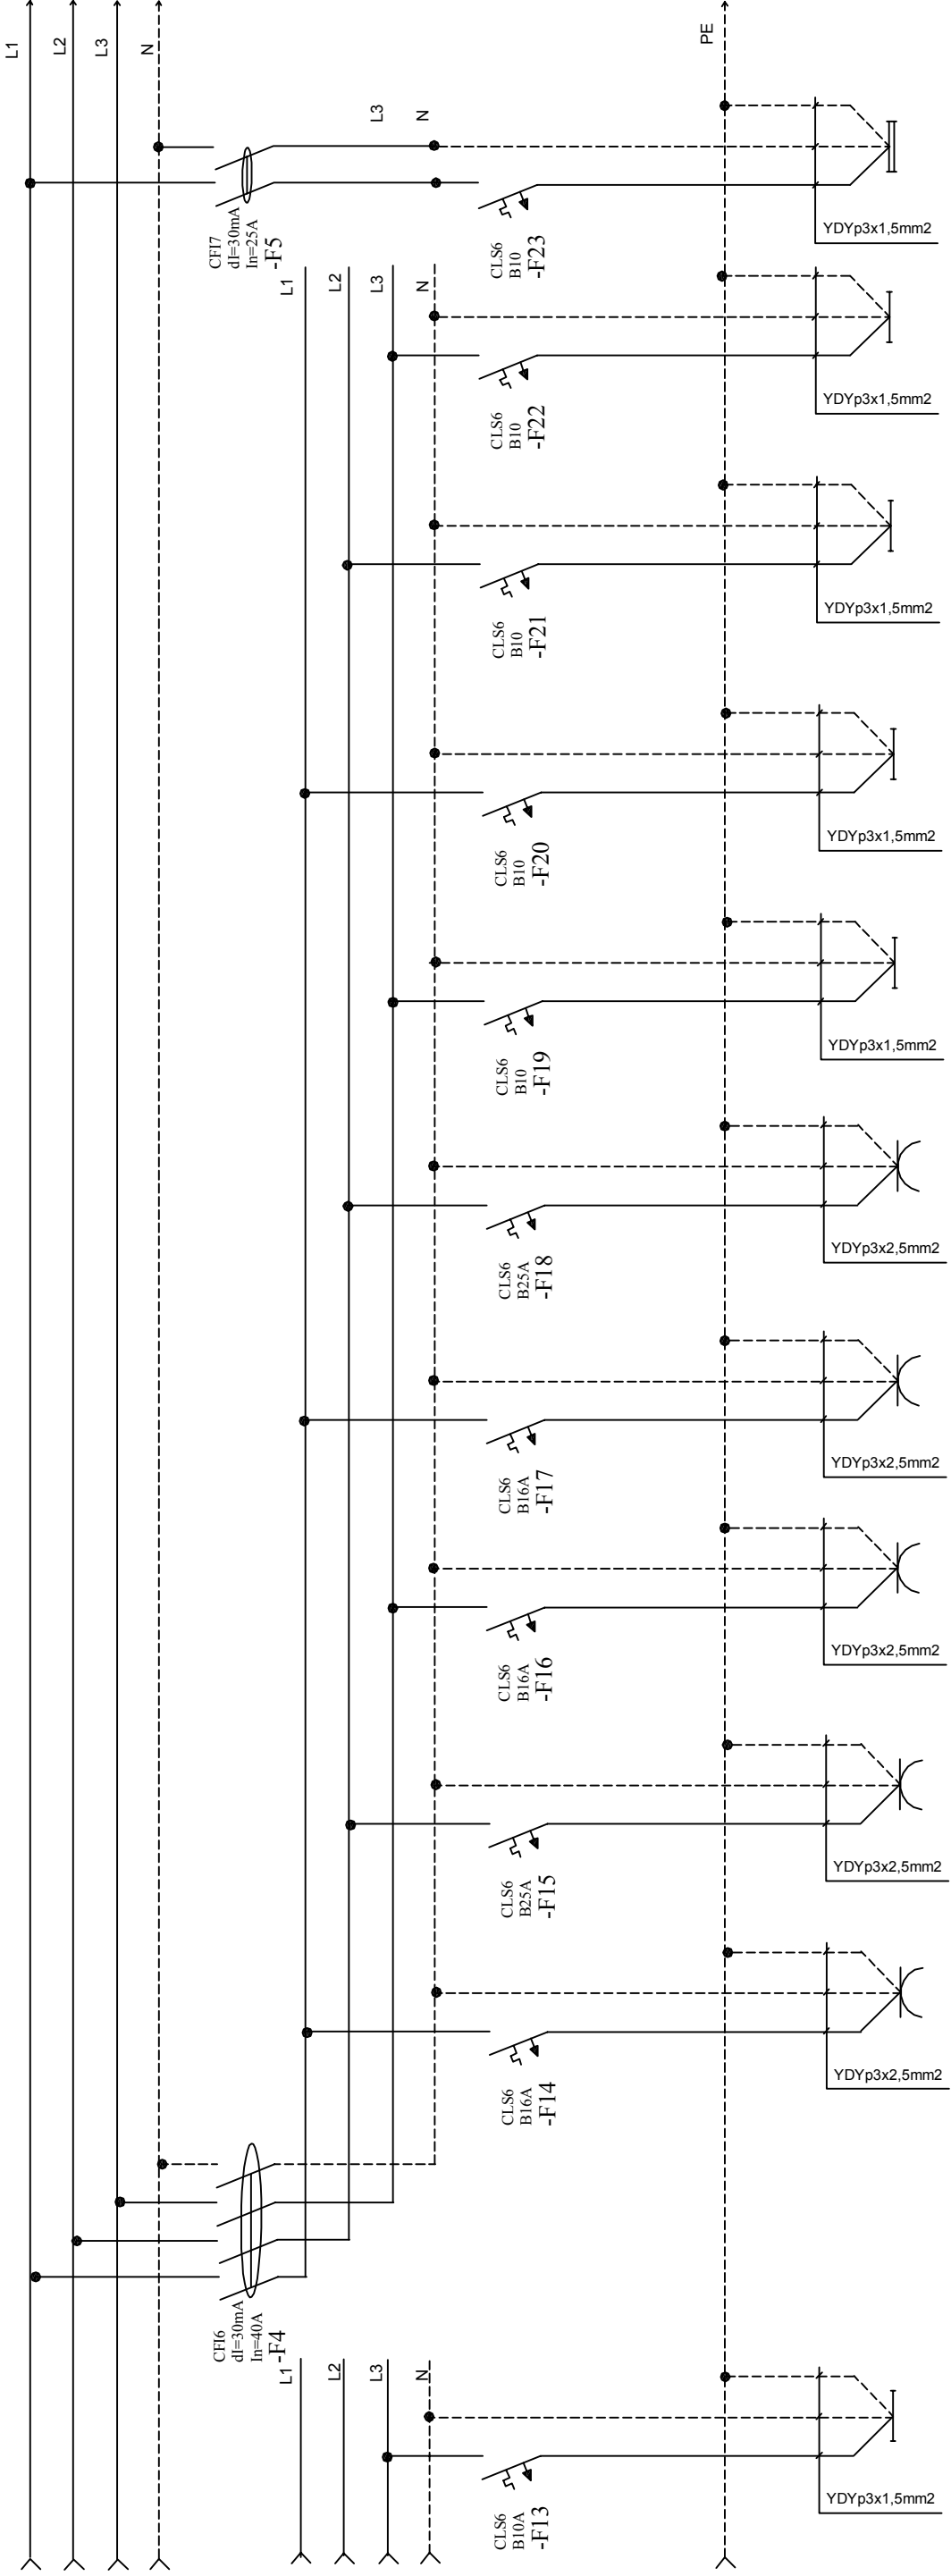 L1
L2
L3
N
PE
L3
N
CFI7
dI=30mA
In=25A
-F5
CLS6
B10
-F23
YDYp3x1,5mm2
L1
L2
L3
N
CLS6
B10
-F22
YDYp3x1,5mm2
CLS6
B10
-F21
YDYp3x1,5mm2
CLS6
B10
-F20
YDYp3x1,5mm2
CLS6
B10
-F19
YDYp3x1,5mm2
CLS6
B25A
-F18
YDYp3x2,5mm2
CLS6
B16A
-F17
YDYp3x2,5mm2
CLS6
B16A
-F16
YDYp3x2,5mm2
CLS6
B25A
-F15
YDYp3x2,5mm2
CLS6
B16A
-F14
YDYp3x2,5mm2
CFI6
dI=30mA
In=40A
-F4
L1
L2
L3
N
CLS6
B10A
-F13
YDYp3x1,5mm2